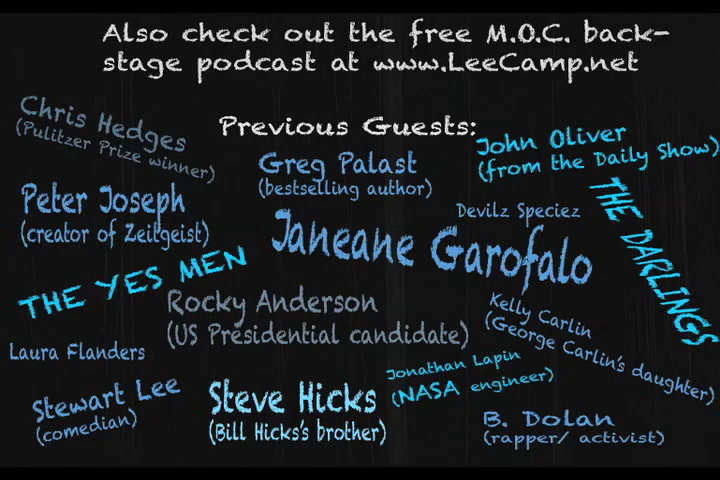 Also check out the free M.O.C. back-
stage podcast at www.LeeCamp.net
Previous Guests:
Chris Hedges
(Pulitzer Prize winner)
Greg Palast
(bestselling author)
John Oliver
(from the Daily Show)
Peter Joseph
(creator of Zeitgeist)
Devilz Speciez
Janeane Garofalo
THE DARLINGS
THE YES MEN
Rocky Anderson
(US Presidential candidate)
Kelly Carlin
(George Carlin's daughter)
Laura Flanders
Jonathan Lapin
(NASA engineer)
Stewart Lee
(comedian)
Steve Hicks
(Bill Hicks's brother)
B. Dolan
(rapper/ activist)